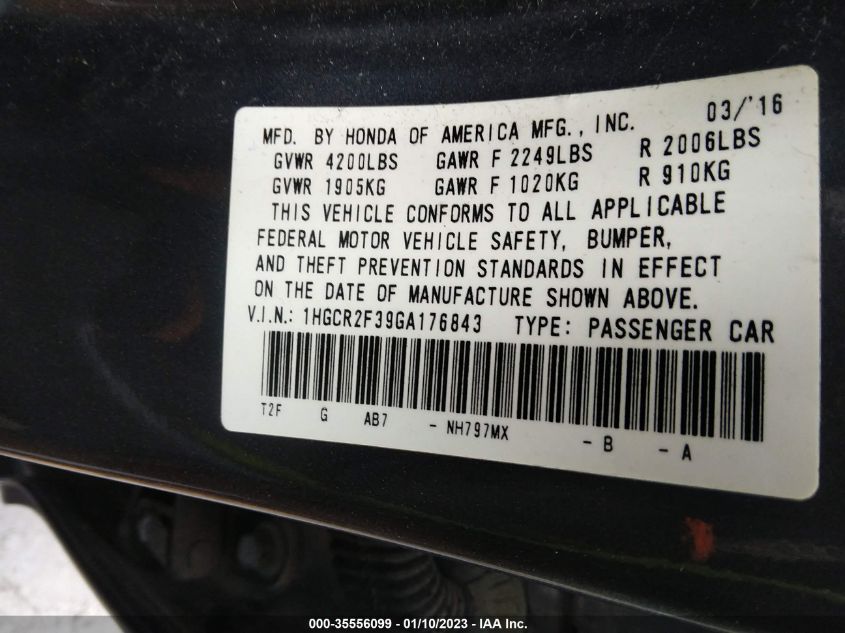 03/'16
MFD. BY HONDA OF AMERICA MFG., INC.
GVWR 4200LBS GAWR F 2249LBS R 2006LBS
GVWR 1905KG GAWR F 1020KG R 910KG
THIS VEHICLE CONFORMS TO ALL APPLICABLE
FEDERAL MOTOR VEHICLE SAFETY, BUMPER,
AND THEFT PREVENTION STANDARDS IN EFFECT
ON THE DATE OF MANUFACTURE SHOWN ABOVE.
V.I.N.: 1HGCR2F39GA176843 TYPE: PASSENGER CAR
T2F G AB7 - NH797MX - B - A
000-35556099 - 01/10/2023 - IAA Inc.